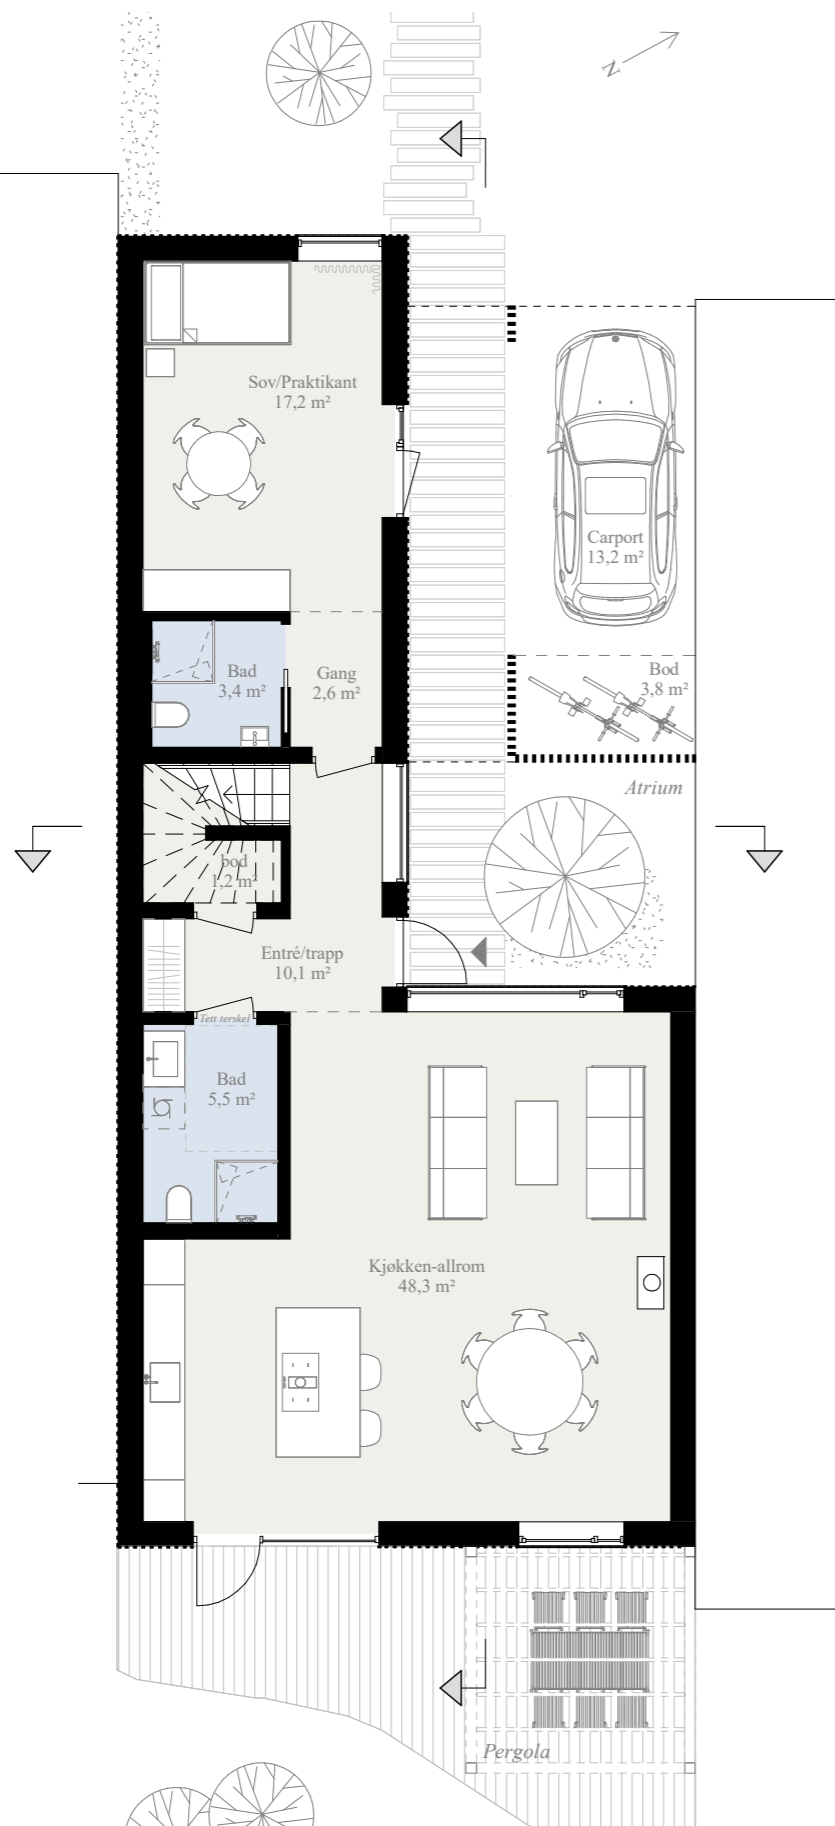 N
Sov/Praktikant
17,2 m²
Carport
13,2 m²
Bad
3,4 m²
Gang
2,6 m²
Bod
3,8 m²
Atrium
bod
1,2 m²
Entré/trapp
10,1 m²
Tett terskel
Bad
5,5 m²
Kjøkken-allrom
48,3 m²
Pergola